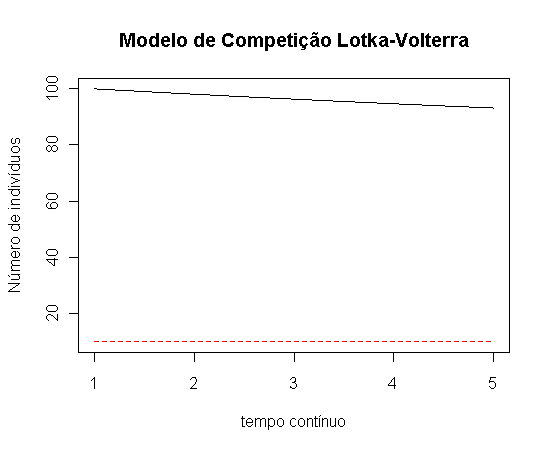 Modelo de Competição Lotka-Volterra
Número de indivíduos
100
80
60
40
20
1 2 3 4 5
tempo contínuo